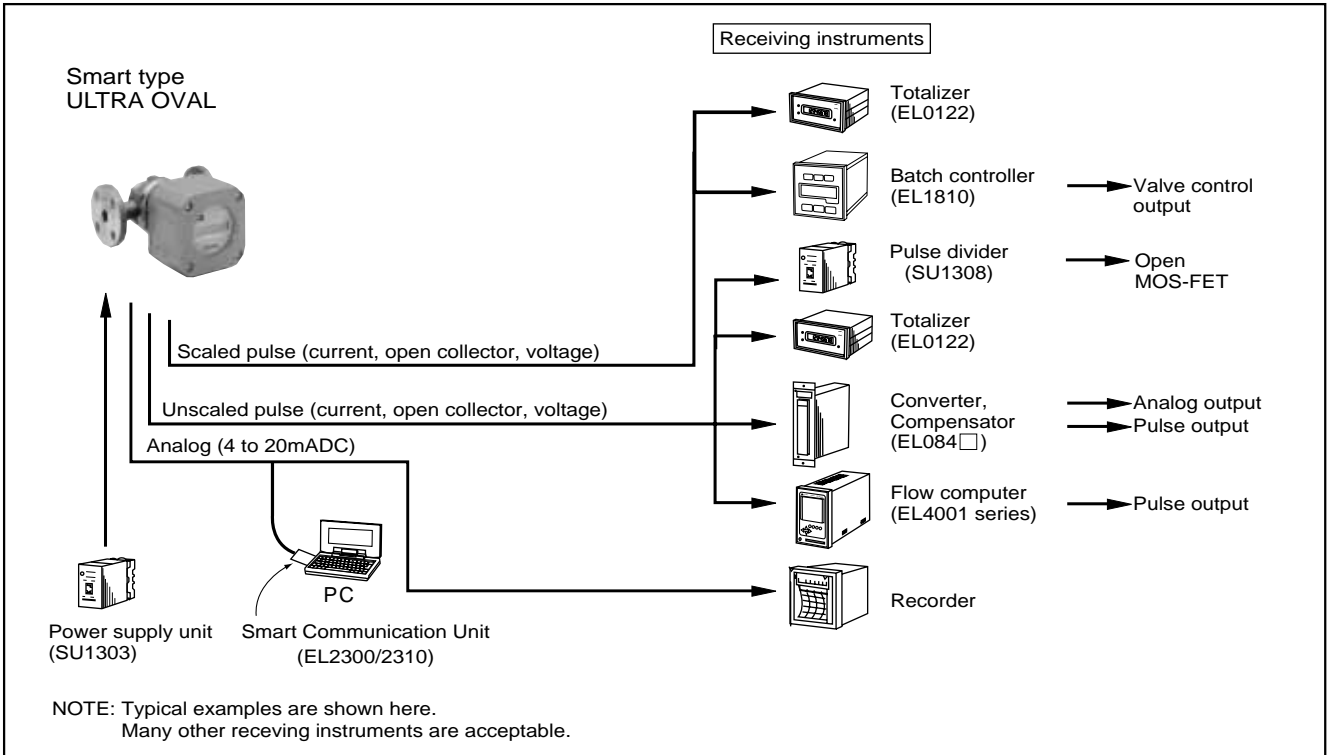 Receiving instruments
Smart type
ULTRA OVAL
Totalizer
(EL0122)
Batch controller
(EL1810)
Valve control
output
Pulse divider
(SU1308)
Open
MOS-FET
Scaled pulse (current, open collector, voltage)
Totalizer
(EL0122)
Unscaled pulse (current, open collector, voltage)
Converter,
Compensator
(EL084□)
Analog output
Pulse output
Analog (4 to 20mADC)
Flow computer
(EL4001 series)
Pulse output
PC
Recorder
Power supply unit
(SU1303)
Smart Communication Unit
(EL2300/2310)
NOTE: Typical examples are shown here.
Many other receving instruments are acceptable.